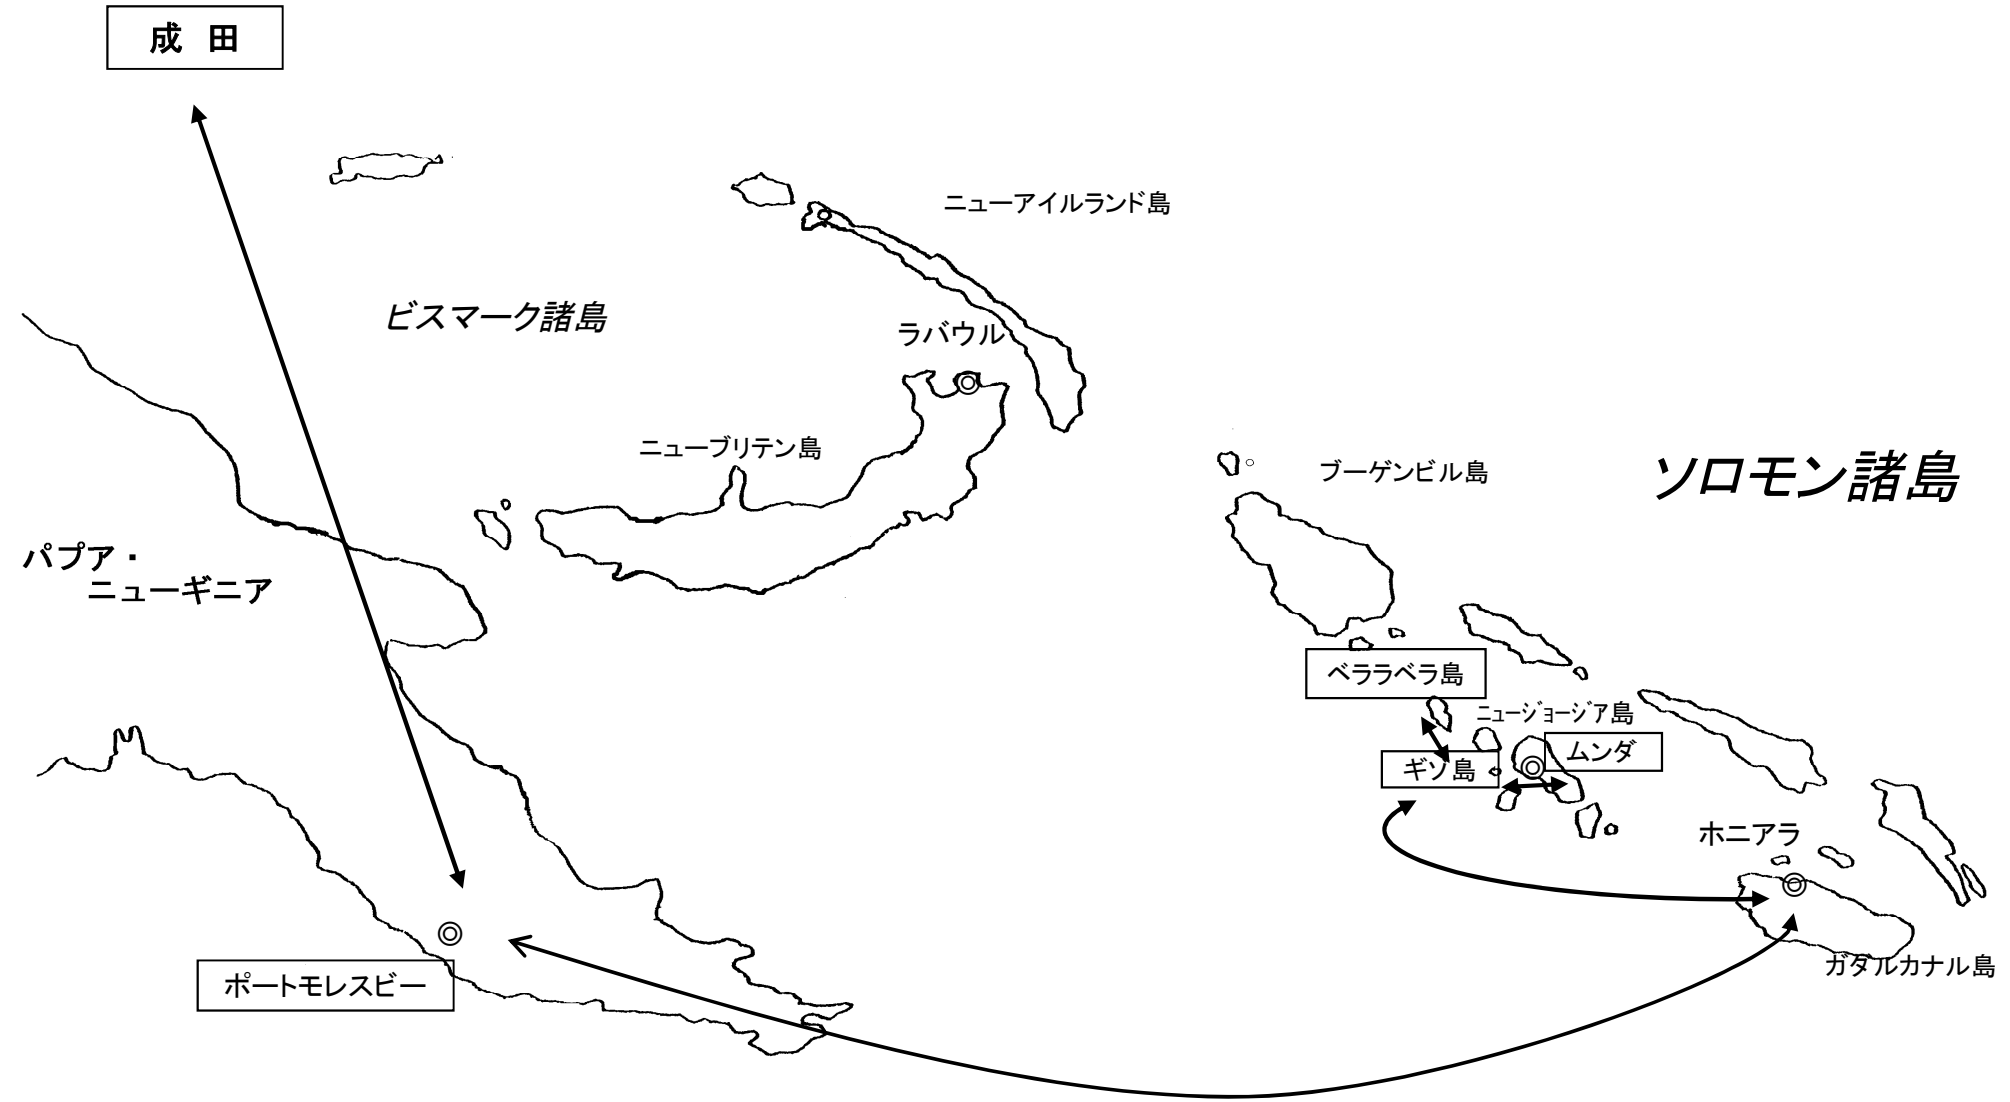 成 田
ニューアイルランド島
ビスマーク諸島
ラバウル
ニューブリテン島
ブーゲンビル島
ソロモン諸島
パプア・
ニューギニア
ベララベラ島
ニュージョージア島
ムンダ
ギゾ島
ホニアラ
ガダルカナル島
ポートモレスビー